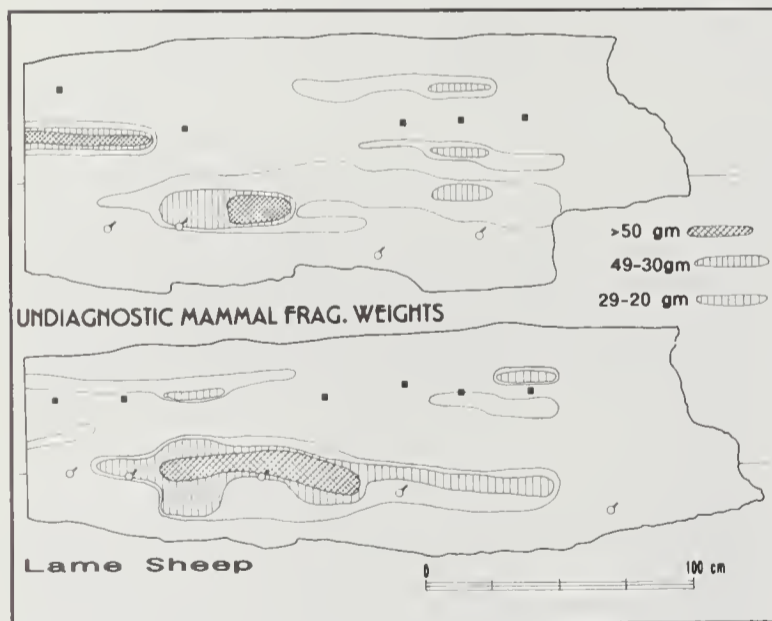 >50 gm
49-30gm
29-20 gm
UNDIAGNOSTIC MAMMAL FRAG. WEIGHTS
Lame Sheep
0 100 cm